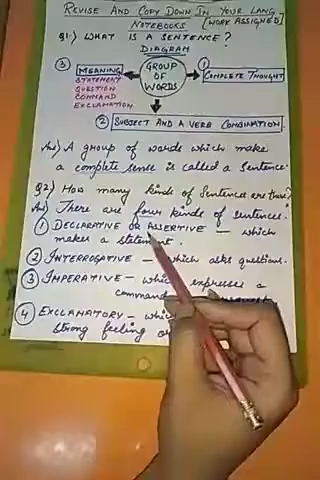 REVISE AND COPY DOWN IN YOUR LANG.
NOTEBOOKS [WORK ASSIGNED]
Q1.) WHAT IS A SENTENCE?
DIAGRAM
③ MEANING
STATEMENT
QUESTION
COMMAND
EXCLAMATION
GROUP
OF
WORDS
①
COMPLETE THOUGHT
② SUBJECT AND A VERB COMBINATION
Ans) A group of words which make
a complete sense is called a Sentence.
Q2) How many kinds of Sentences are there?
Ans) There are four kinds of sentences.
① DECLARATIVE OR ASSERTIVE — which
makes a statement.
② INTERROGATIVE — which asks questions.
③ IMPERATIVE — which expresses a
command
④ EXCLAMATORY —
strong feeling